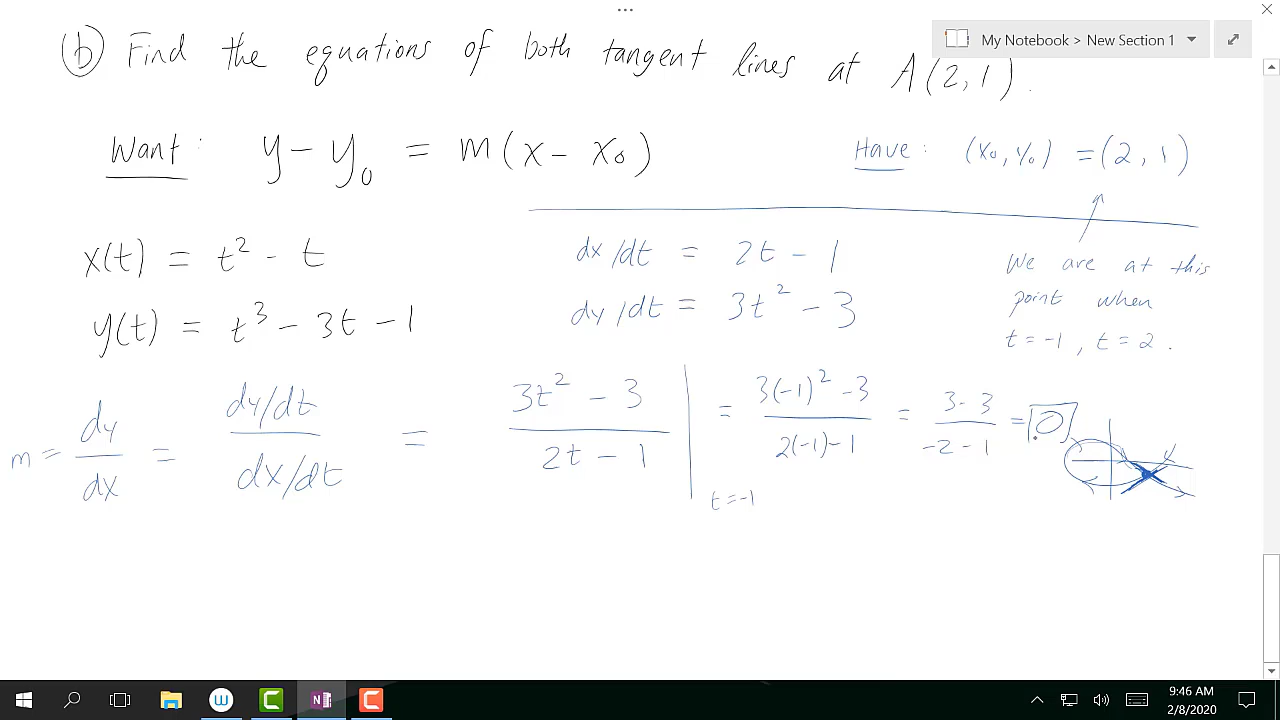 (b) Find the equations of both tangent lines at A(2,1).
My Notebook > New Section 1
Want: y - y₀ = m(x - x₀)
Have: (x₀, y₀) = (2, 1)
x(t) = t² - t
y(t) = t³ - 3t - 1
dx/dt = 2t - 1
dy/dt = 3t² - 3
We are at this
point when
t = -1, t = 2.
m = dy/dx = (dy/dt)/(dx/dt) = (3t² - 3)/(2t - 1) | t = -1 = (3(-1)² - 3)/(2(-1) - 1) = (3 - 3)/(-2 - 1) = 0
9:46 AM
2/8/2020